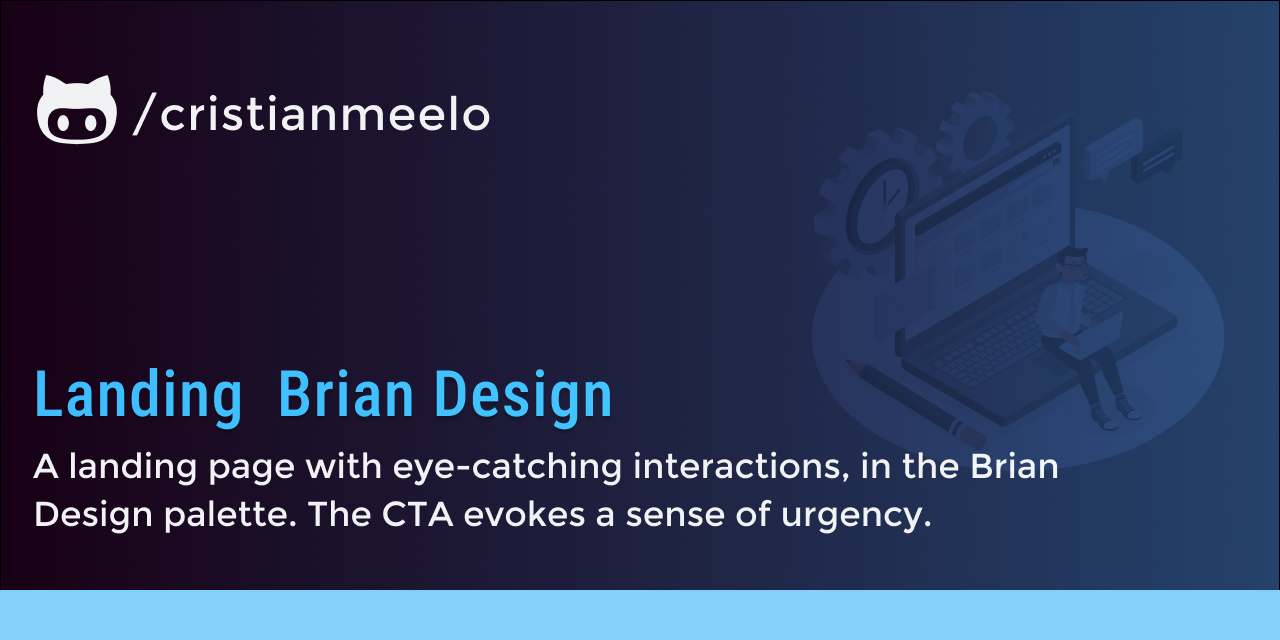 /cristianmeelo
Landing Brian Design
A landing page with eye-catching interactions, in the Brian
Design palette. The CTA evokes a sense of urgency.